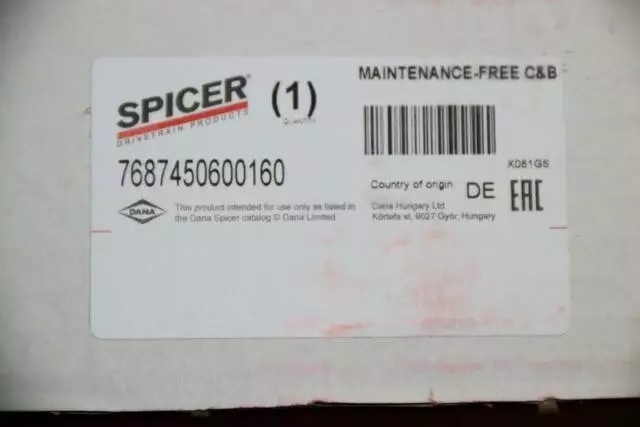 MAINTENANCE-FREE C&B
SPICER®
DRIVETRAIN PRODUCTS
(1)
Quantity
X081GS
7687450600160
Country of origin DE
EAC
DANA
This product intended for use only as listed in
the Dana Spicer catalog © Dana Limited
Dana Hungary Ltd
Körtefa st, 9027 Győr, Hungary